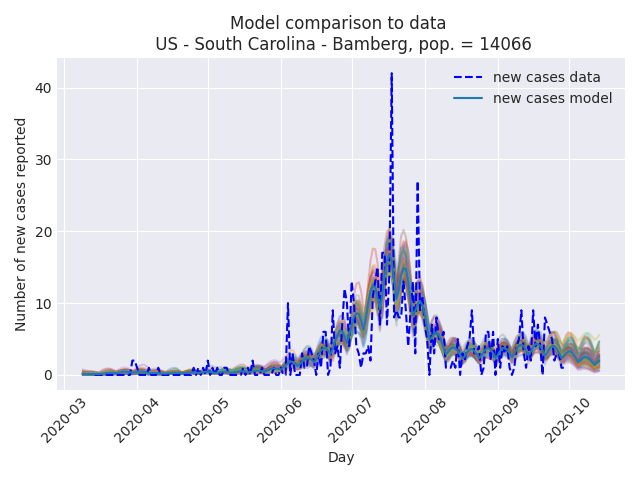 Model comparison to data
US - South Carolina - Bamberg, pop. = 14066
new cases data
new cases model
Number of new cases reported
40
30
20
10
0
2020-03
2020-04
2020-05
2020-06
2020-07
2020-08
2020-09
2020-10
Day